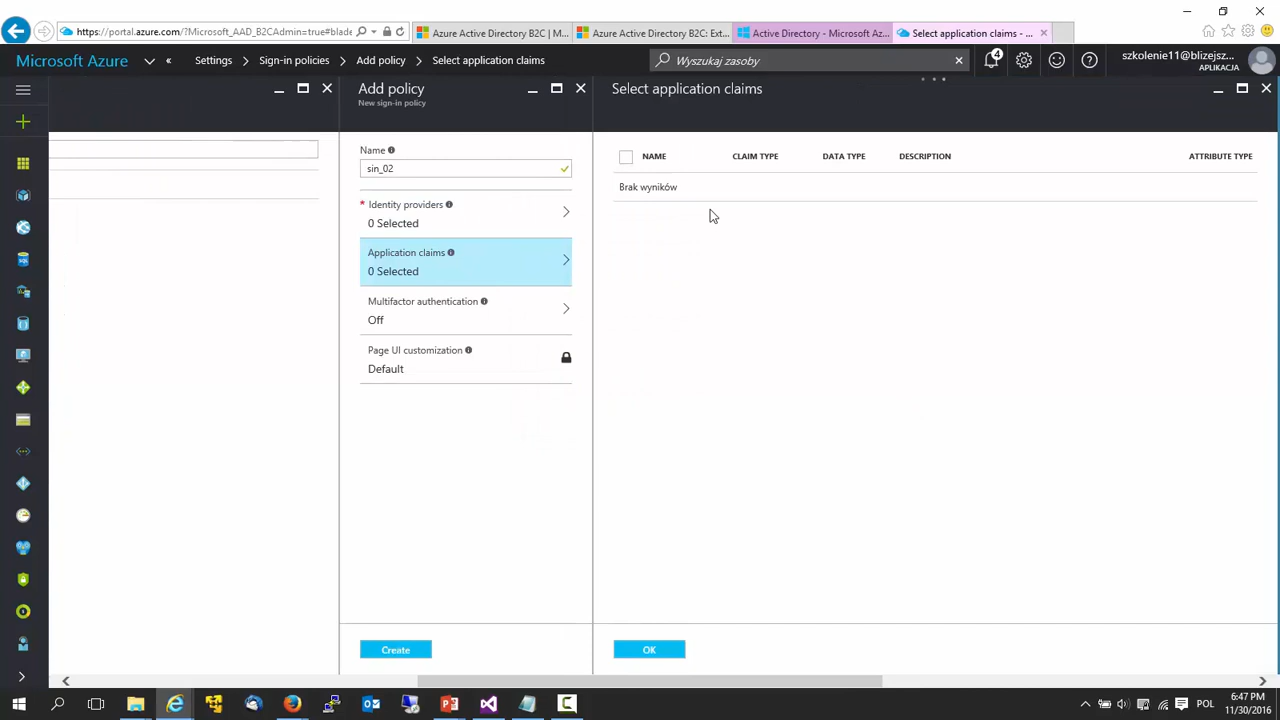 https://portal.azure.com/?Microsoft_AAD_B2CAdmin=true#blade
Azure Active Directory B2C | M...
Azure Active Directory B2C: Ext...
Active Directory - Microsoft Az...
Select application claims - ...
Microsoft Azure
Settings
Sign-in policies
Add policy
Select application claims
Wyszukaj zasoby
4
szkolenie11@blizejsz...
APLIKACJA
Add policy
New sign-in policy
Select application claims
Name
sin_02
* Identity providers
0 Selected
Application claims
0 Selected
Multifactor authentication
Off
Page UI customization
Default
Create
NAME
CLAIM TYPE
DATA TYPE
DESCRIPTION
ATTRIBUTE TYPE
Brak wyników
OK
POL
6:47 PM
11/30/2016